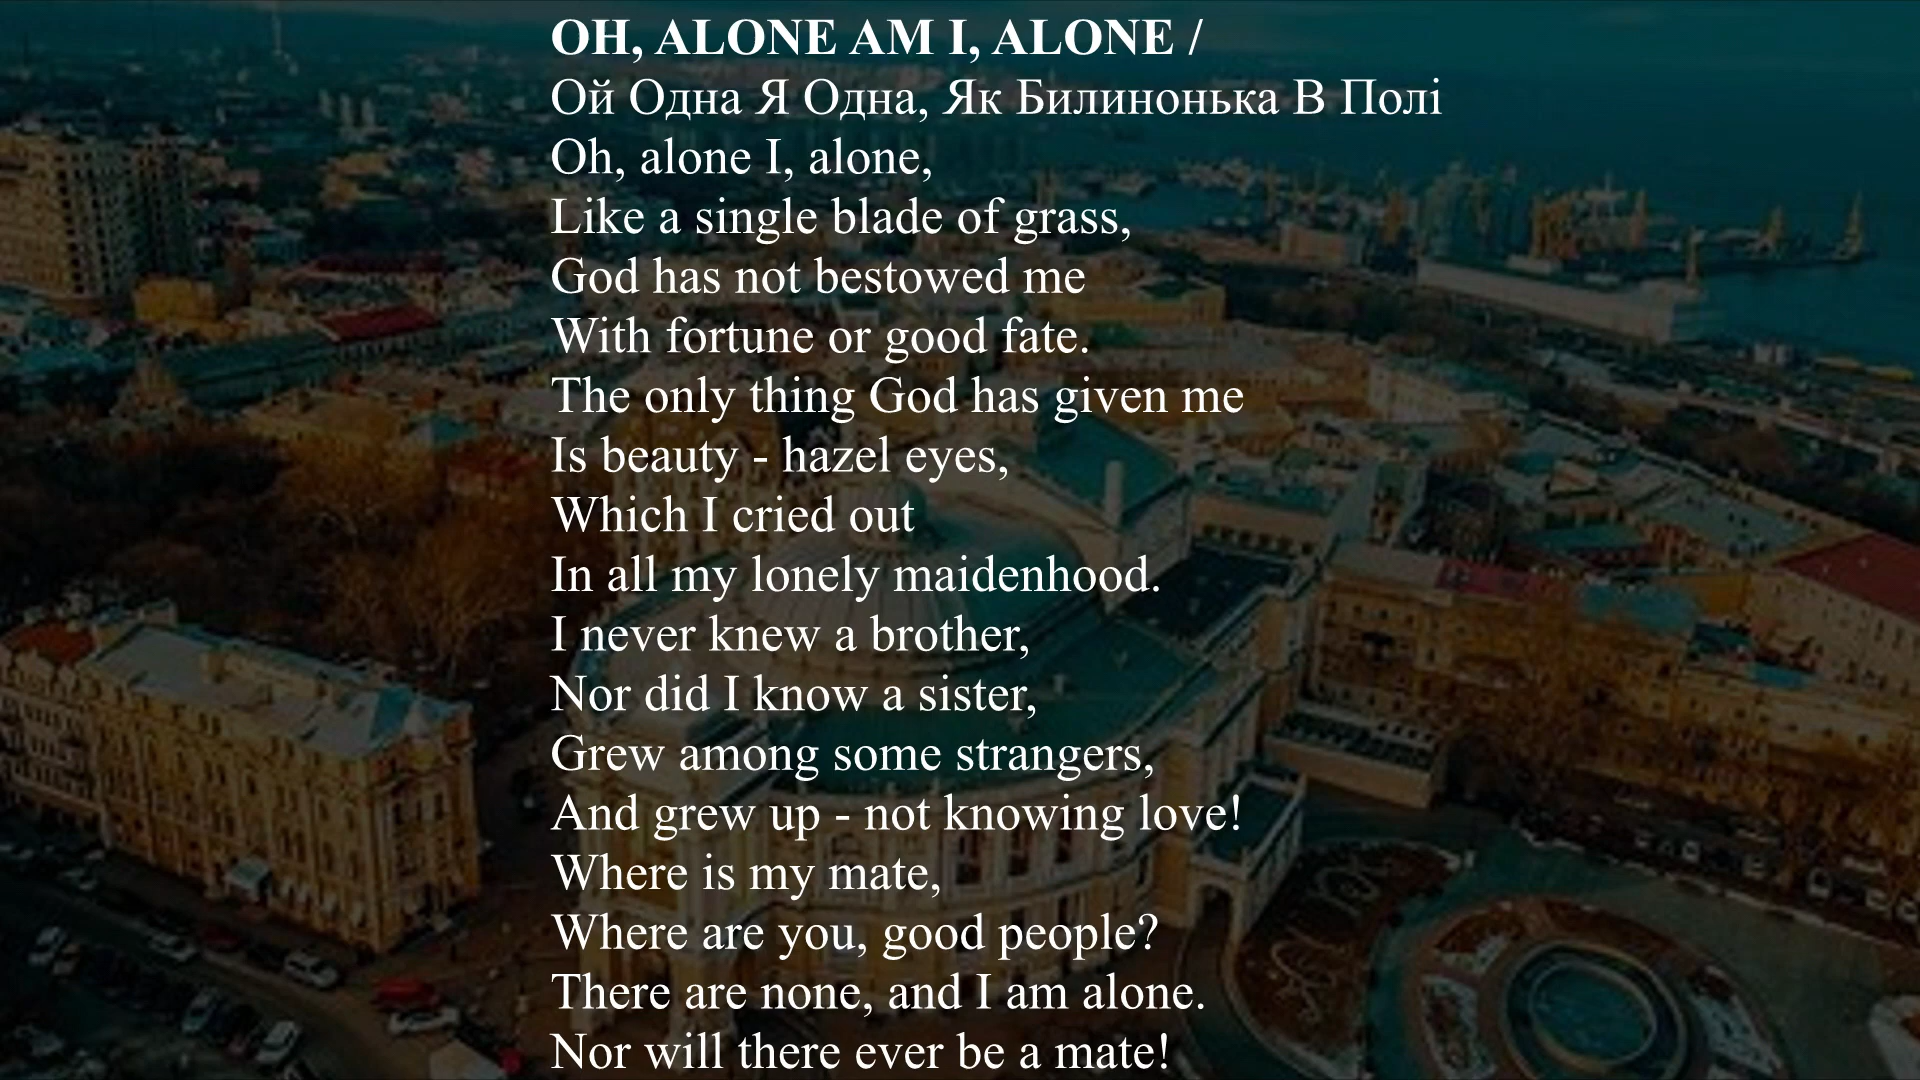 OH, ALONE AM I, ALONE /
Ой Одна Я Одна, Як Билинонька В Полі
Oh, alone I, alone,
Like a single blade of grass,
God has not bestowed me
With fortune or good fate.
The only thing God has given me
Is beauty - hazel eyes,
Which I cried out
In all my lonely maidenhood.
I never knew a brother,
Nor did I know a sister,
Grew among some strangers,
And grew up - not knowing love!
Where is my mate,
Where are you, good people?
There are none, and I am alone.
Nor will there ever be a mate!